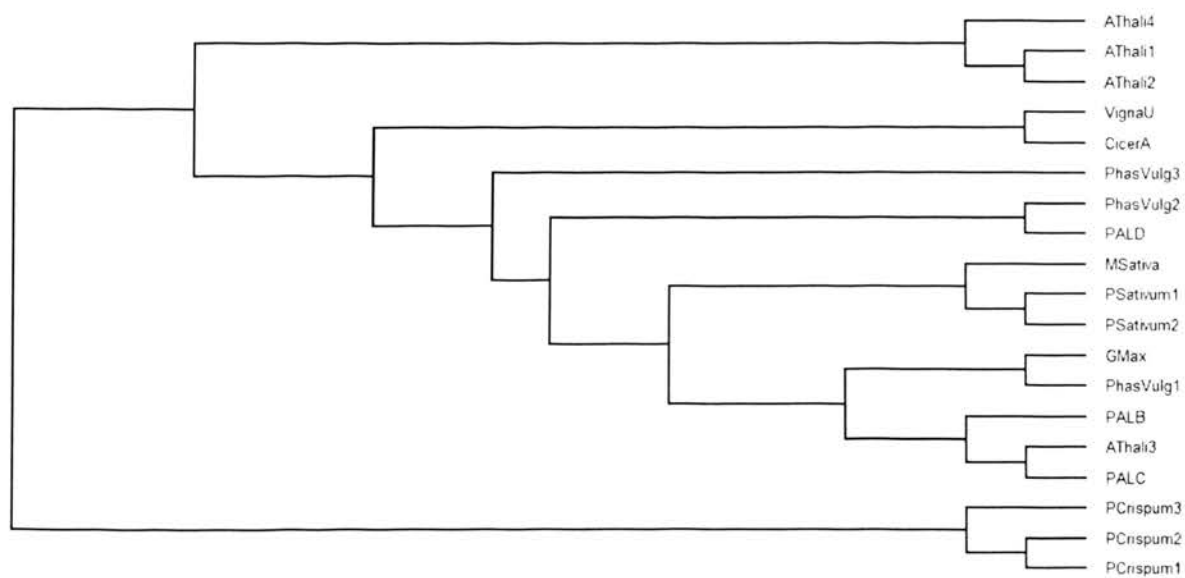 AThali4
AThali1
AThali2
VignaU
CicerA
PhasVulg3
PhasVulg2
PALD
MSativa
PSativum1
PSativum2
GMax
PhasVulg1
PALB
AThali3
PALC
PCrispum3
PCrispum2
PCrispum1